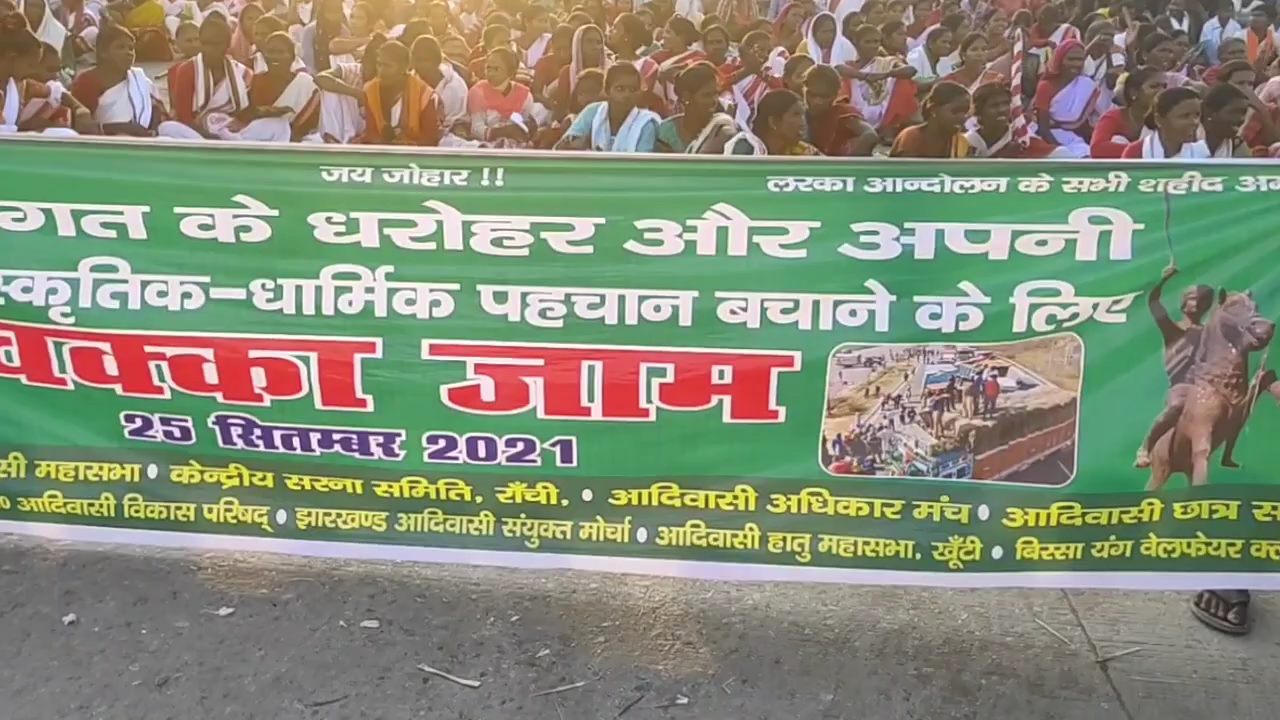 जय जोहार !!
लरका आन्दोलन के सभी शहीद
के धरोहर और अपनी
पहचान बचाने के लिए
जाम
25 सितम्बर 2021
महासभा • केन्द्रीय सरना समिति, राँची, • आदिवासी अधिकार मंच • आदिवासी छात्र
आदिवासी विकास परिषद् • झारखण्ड आदिवासी संयुक्त मोर्चा • आदिवासी हातु महासभा, खूँटी • बिरसा यंग वेलफेयर